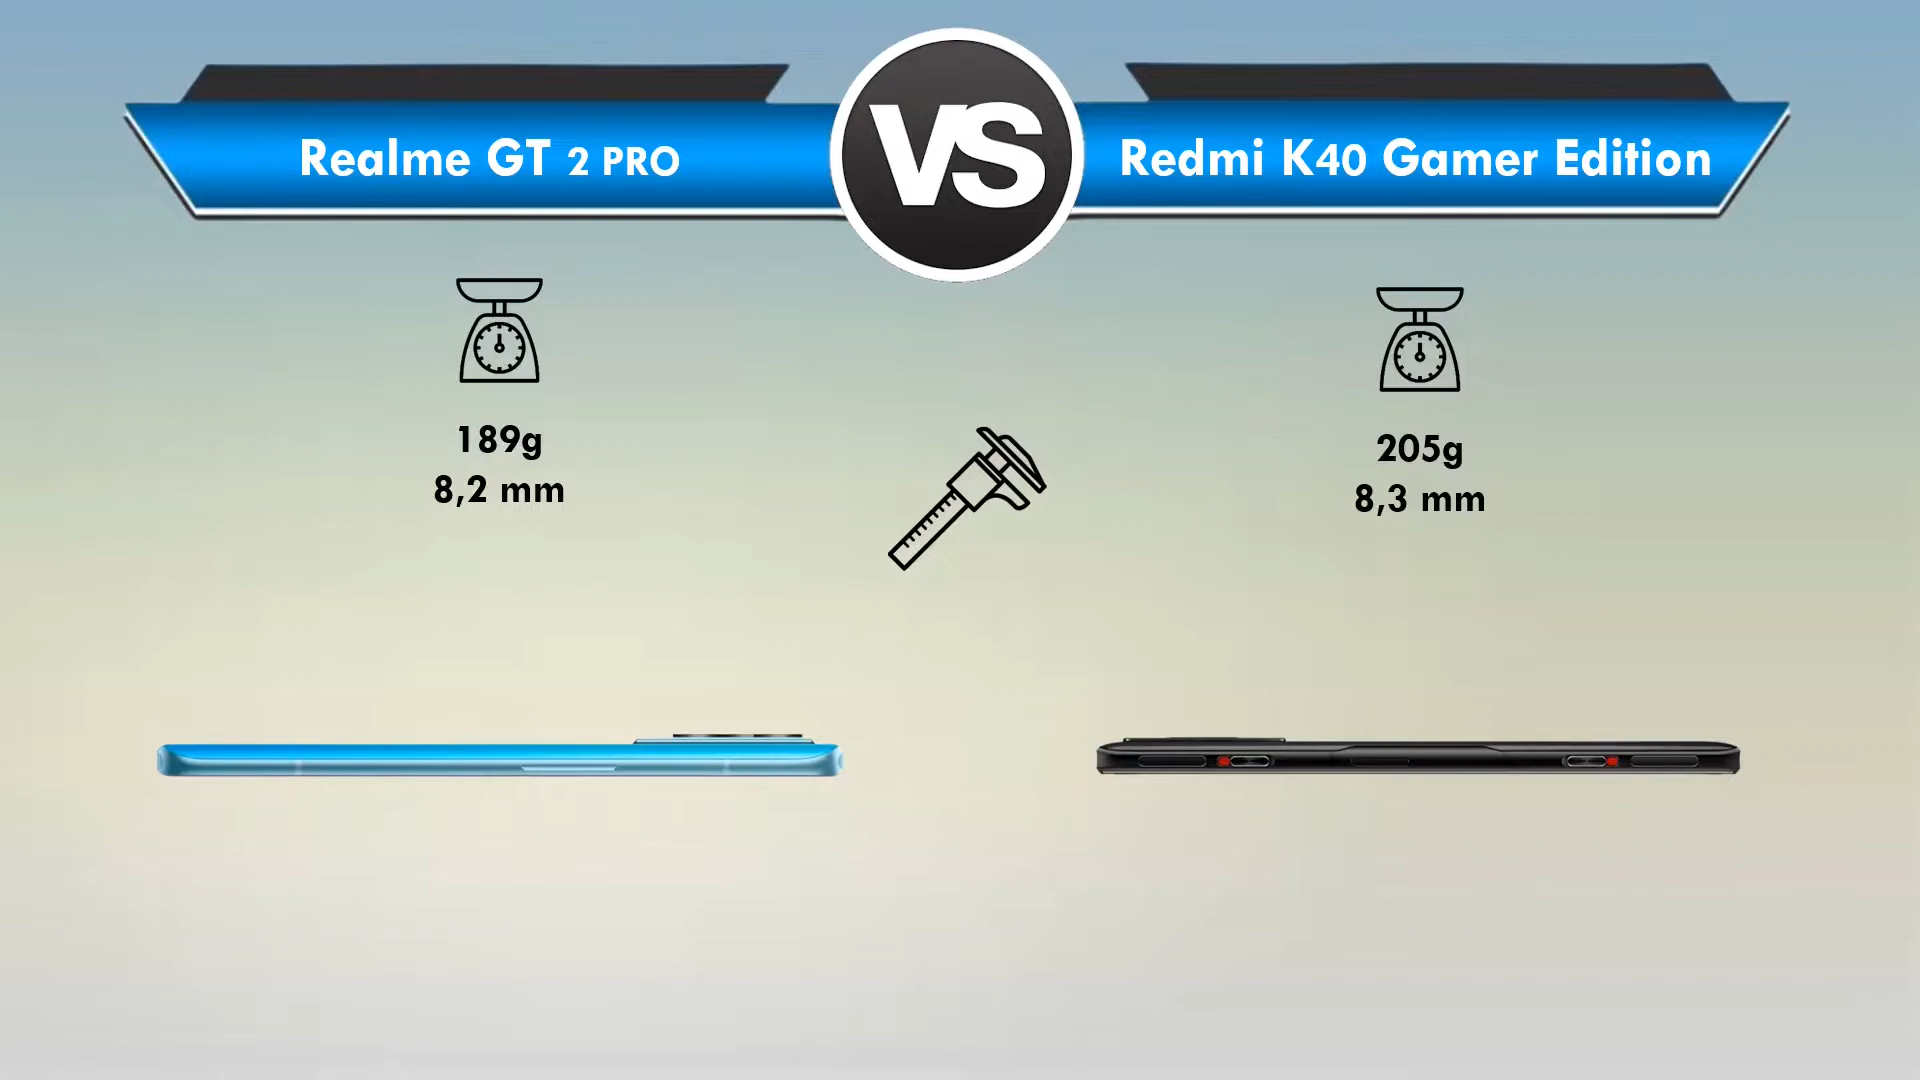 Realme GT 2 PRO
VS
Redmi K40 Gamer Edition
189g
8,2 mm
205g
8,3 mm